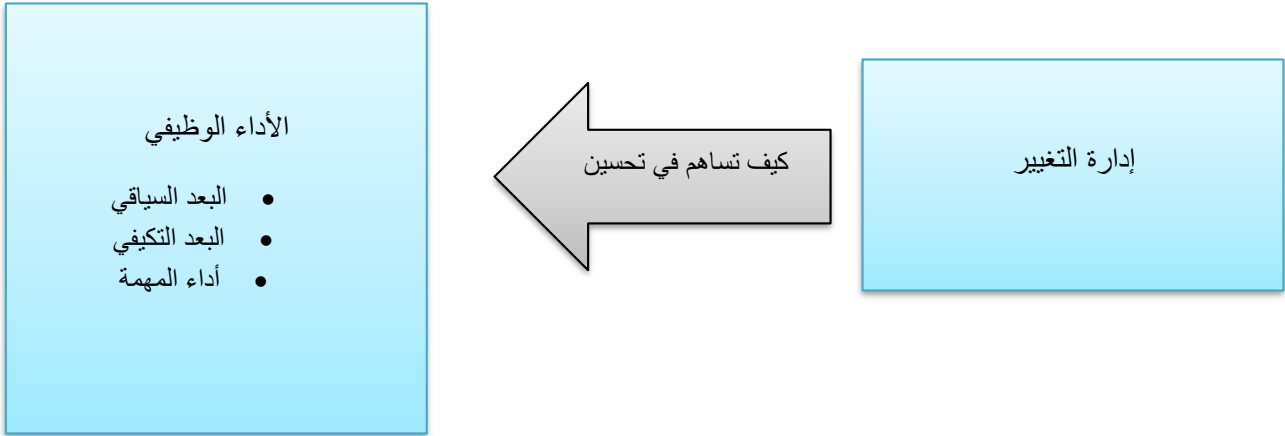 إدارة التغيير
كيف تساهم في تحسين
الأداء الوظيفي
• البعد السياقي
• البعد التكيفي
• أداء المهمة